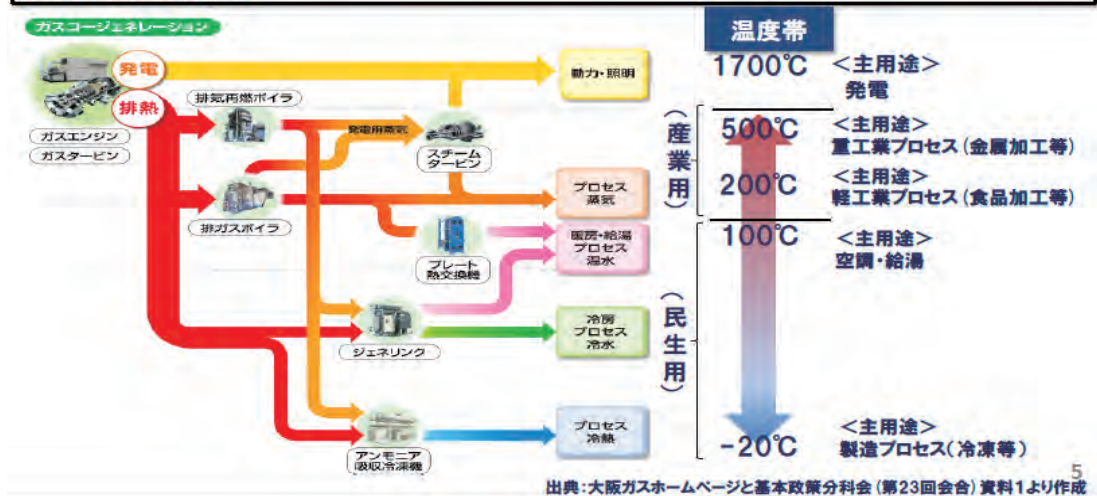 ガスコージェネレーション
発電
排熱
ガスエンジン
ガスタービン
排気再燃ボイラ
排ガスボイラ
発電用蒸気
スチーム
タービン
プレート
熱交換機
ジェネリンク
アンモニア
吸収冷凍機
動力・照明
プロセス
蒸気
暖房・給湯
プロセス
温水
冷房
プロセス
冷水
プロセス
冷熱
(産業用)
(民生用)
温度帯
1700℃
<主用途>
発電
500℃
<主用途>
重工業プロセス(金属加工等)
200℃
<主用途>
軽工業プロセス(食品加工等)
100℃
<主用途>
空調・給湯
-20℃
<主用途>
製造プロセス(冷凍等)
5
出典:大阪ガスホームページと基本政策分科会(第23回会合)資料1より作成